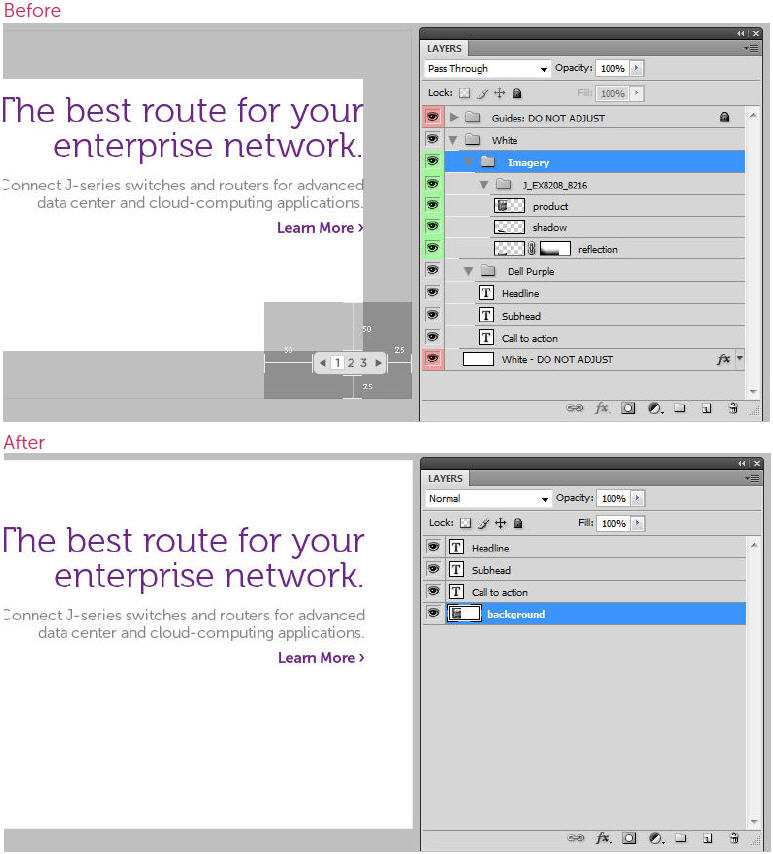 Before
The best route for your
enterprise network.
Connect J-series switches and routers for advanced
data center and cloud-computing applications.
Learn More >
50
50
25
1 2 3
25
LAYERS
Pass Through
Opacity: 100%
Lock:
Fill: 100%
Guides: DO NOT ADJUST
White
Imagery
J_EX8208_8216
product
shadow
reflection
Dell Purple
T Headline
T Subhead
T Call to action
White - DO NOT ADJUST fx
fx
After
The best route for your
enterprise network.
Connect J-series switches and routers for advanced
data center and cloud-computing applications.
Learn More >
LAYERS
Normal
Opacity: 100%
Lock:
Fill: 100%
T Headline
T Subhead
T Call to action
background
fx